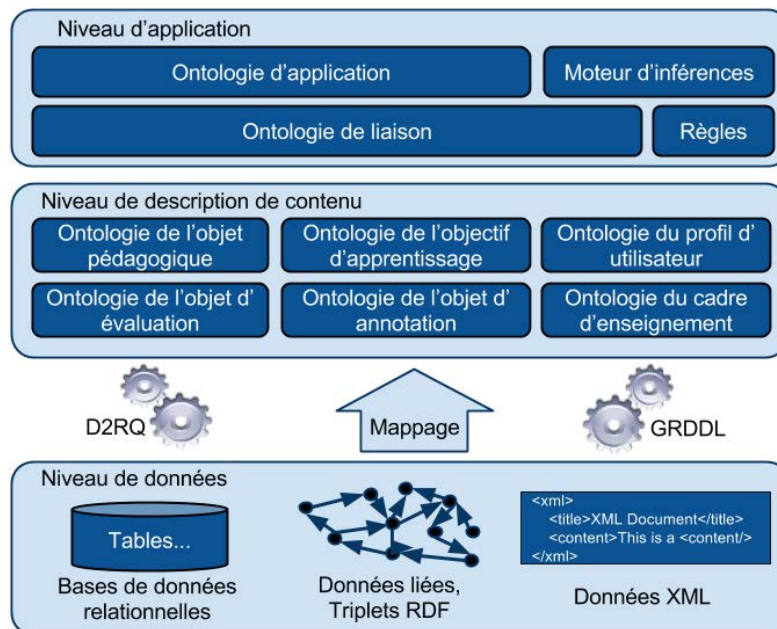 Niveau d'application
Ontologie d'application
Moteur d'inférences
Ontologie de liaison
Règles
Niveau de description de contenu
Ontologie de l'objet
pédagogique
Ontologie de l'objectif
d'apprentissage
Ontologie du profil d'
utilisateur
Ontologie de l'objet d'
évaluation
Ontologie de l'objet d'
annotation
Ontologie du cadre
d'enseignement
D2RQ
Mappage
GRDDL
Niveau de données
Tables...
Bases de données
relationnelles
Données liées,
Triplets RDF
<xml>
<title>XML Document</title>
<content>This is a <content/>
</xml>
Données XML